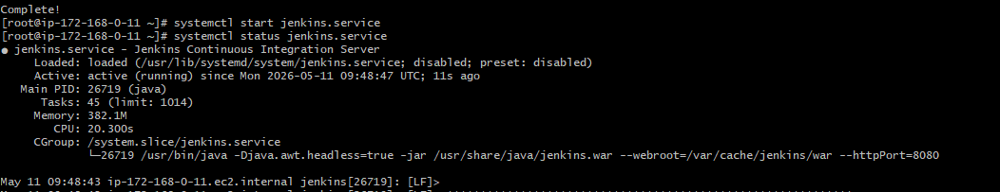 Complete!
[root@ip-172-168-0-11 ~]# systemctl start jenkins.service
[root@ip-172-168-0-11 ~]# systemctl status jenkins.service
● jenkins.service - Jenkins Continuous Integration Server
Loaded: loaded (/usr/lib/systemd/system/jenkins.service; disabled; preset: disabled)
Active: active (running) since Mon 2026-05-11 09:48:47 UTC; 11s ago
Main PID: 26719 (java)
Tasks: 45 (limit: 1014)
Memory: 382.1M
CPU: 20.300s
CGroup: /system.slice/jenkins.service
└─26719 /usr/bin/java -Djava.awt.headless=true -jar /usr/share/java/jenkins.war --webroot=/var/cache/jenkins/war --httpPort=8080
May 11 09:48:43 ip-172-168-0-11.ec2.internal jenkins[26719]: [LF]>